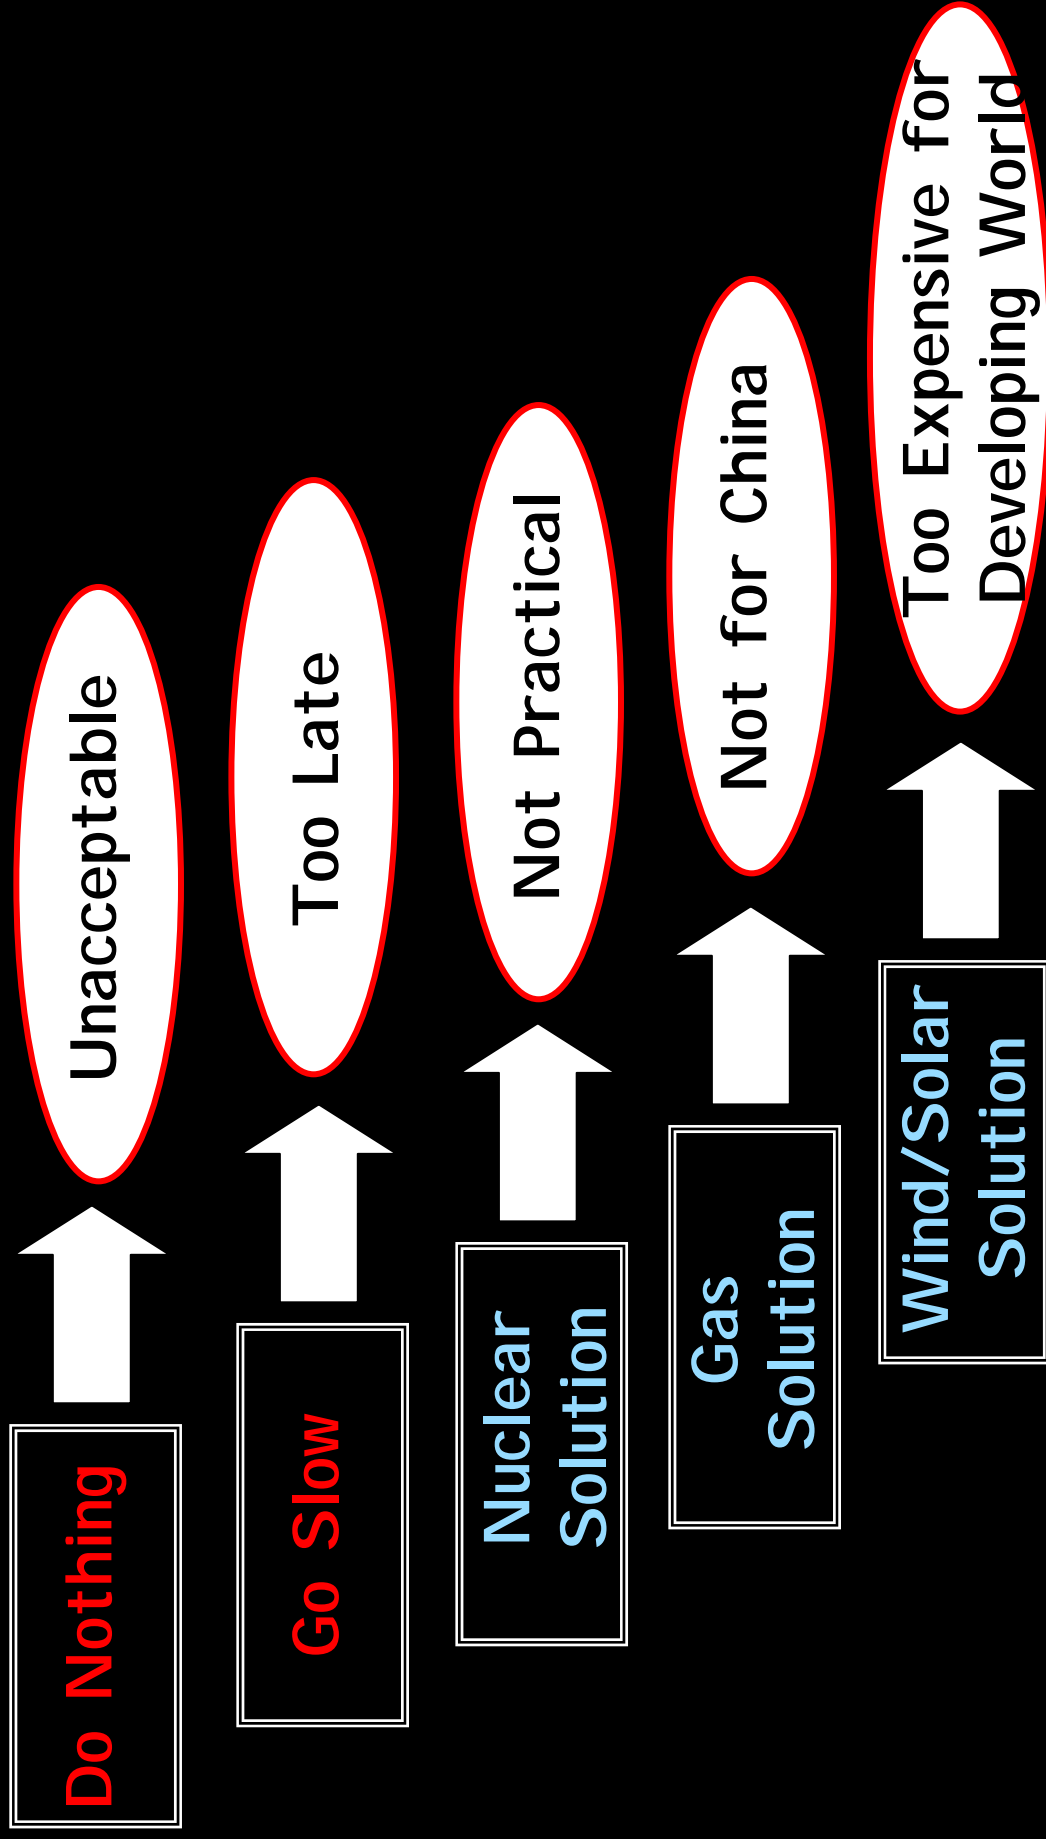 Do Nothing
Unacceptable
Go Slow
Too Late
Nuclear
Solution
Not Practical
Gas
Solution
Not for China
Wind/Solar
Solution
Too Expensive for
Developing World